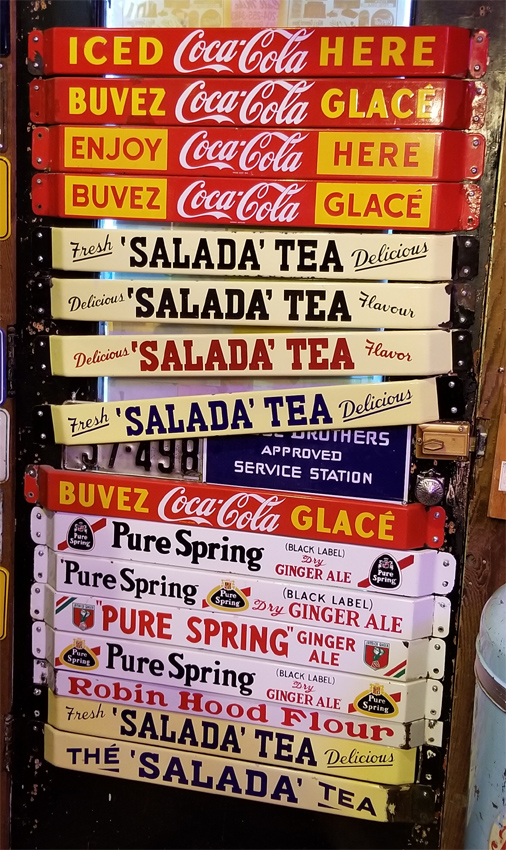 ICED Coca-Cola HERE
BUVEZ Coca-Cola GLACÉ
ENJOY Coca-Cola HERE
BUVEZ Coca-Cola GLACÉ
Fresh 'SALADA' TEA Delicious
Delicious 'SALADA' TEA Flavour
Delicious 'SALADA' TEA Flavor
Fresh 'SALADA' TEA Delicious
J7-498
BROTHERS
APPROVED
SERVICE STATION
BUVEZ Coca-Cola GLACÉ
Pure Spring (BLACK LABEL) Dry GINGER ALE
Pure Spring Pure Spring (BLACK LABEL) Dry GINGER ALE
"PURE SPRING" GINGER ALE
Pure Spring Pure Spring (BLACK LABEL) Dry GINGER ALE Pure Spring
Robin Hood Flour
Fresh 'SALADA' TEA Delicious
THÉ 'SALADA' TEA